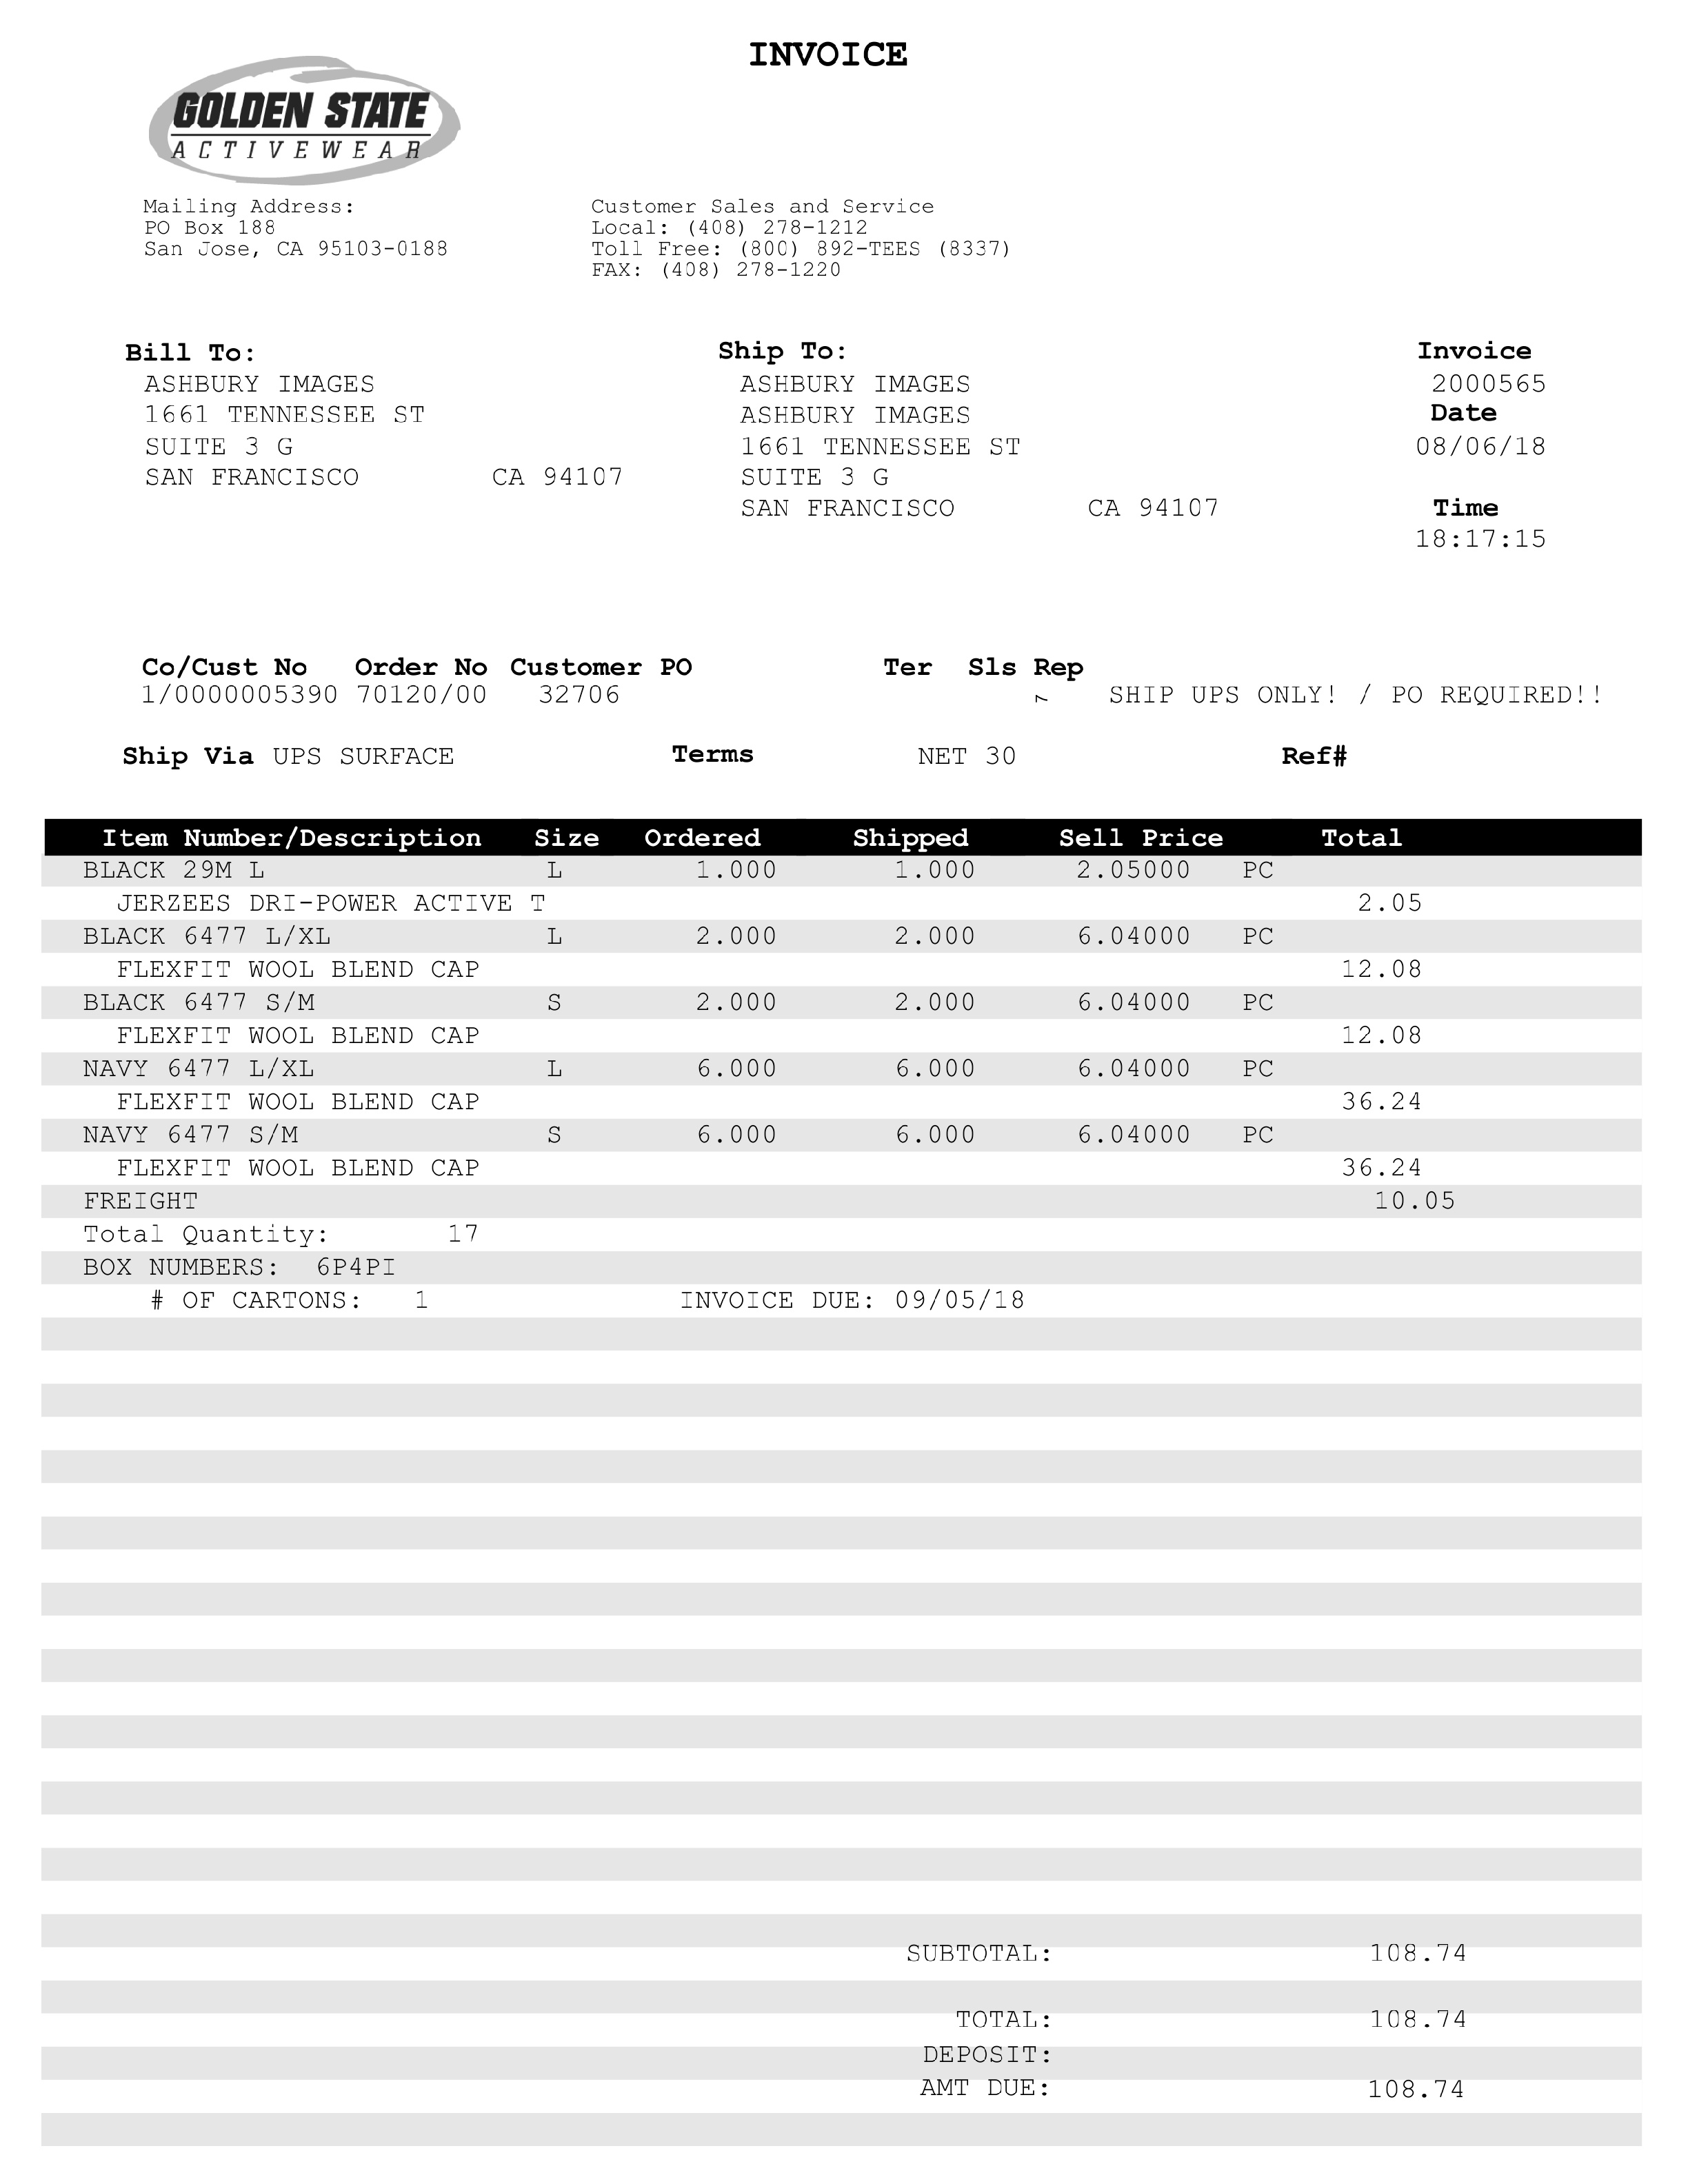 INVOICE
GOLDEN STATE
ACTIVEWEAR
Mailing Address:
PO Box 188
San Jose, CA 95103-0188
Customer Sales and Service
Local: (408) 278-1212
Toll Free: (800) 892-TEES (8337)
FAX: (408) 278-1220
Bill To:
ASHBURY IMAGES
1661 TENNESSEE ST
SUITE 3 G
SAN FRANCISCO CA 94107
Ship To:
ASHBURY IMAGES
ASHBURY IMAGES
1661 TENNESSEE ST
SUITE 3 G
SAN FRANCISCO CA 94107
Invoice
2000565
Date
08/06/18
Time
18:17:15
Co/Cust No Order No Customer PO Ter Sls Rep
1/0000005390 70120/00 32706 SHIP UPS ONLY! / PO REQUIRED!!
Ship Via UPS SURFACE Terms NET 30 Ref#
Item Number/Description Size Ordered Shipped Sell Price Total
BLACK 29M L L 1.000 1.000 2.05000 PC
JERZEES DRI-POWER ACTIVE T 2.05
BLACK 6477 L/XL L 2.000 2.000 6.04000 PC
FLEXFIT WOOL BLEND CAP 12.08
BLACK 6477 S/M S 2.000 2.000 6.04000 PC
FLEXFIT WOOL BLEND CAP 12.08
NAVY 6477 L/XL L 6.000 6.000 6.04000 PC
FLEXFIT WOOL BLEND CAP 36.24
NAVY 6477 S/M S 6.000 6.000 6.04000 PC
FLEXFIT WOOL BLEND CAP 36.24
FREIGHT 10.05
Total Quantity: 17
BOX NUMBERS: 6P4PI
# OF CARTONS: 1 INVOICE DUE: 09/05/18
SUBTOTAL: 108.74
TOTAL: 108.74
DEPOSIT:
AMT DUE: 108.74